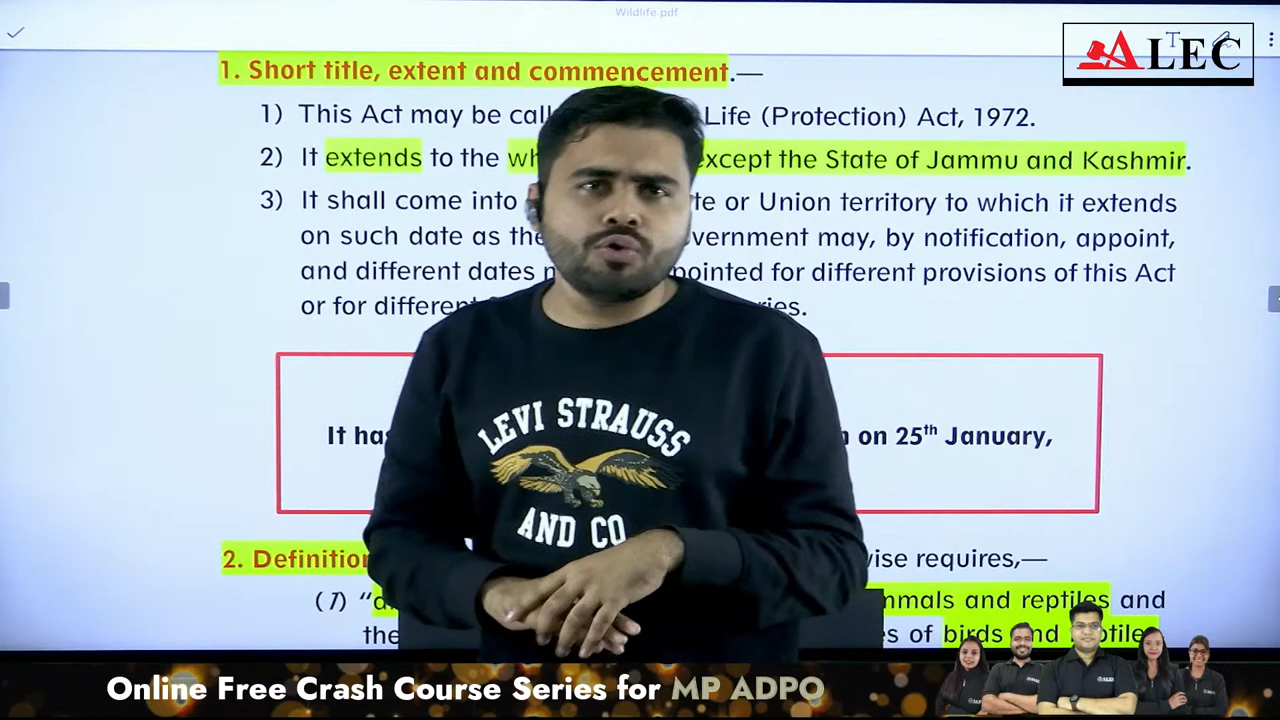 Wildlife.pdf
ALEC
1. Short title, extent and commencement.—
1) This Act may be call Life (Protection) Act, 1972.
2) It extends to the wh except the State of Jammu and Kashmir.
3) It shall come into te or Union territory to which it extends
on such date as the vernment may, by notification, appoint,
and different dates pointed for different provisions of this Act
or for different ries.
It has on 25th January,
2. Definition wise requires,—
(1) “ mmals and reptiles and
the es of birds and reptile
LEVI STRAUSS
AND CO
Online Free Crash Course Series for MP ADPO